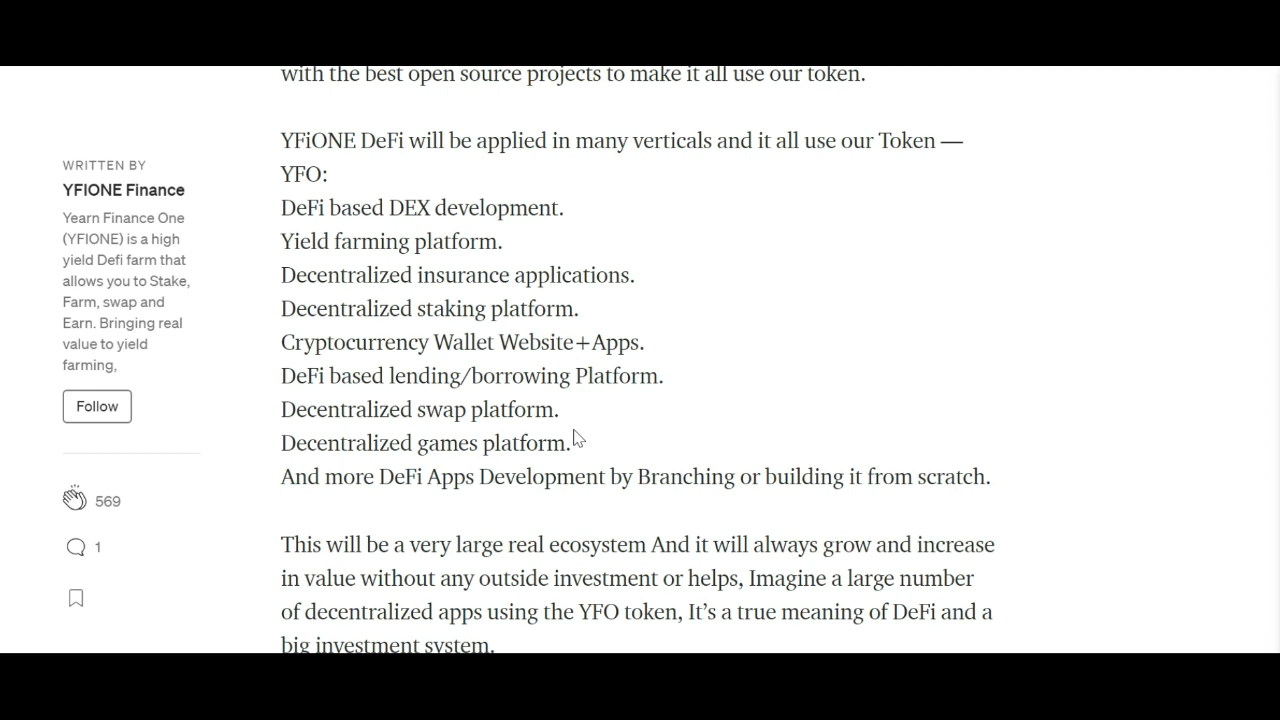 with the best open source projects to make it all use our token.
YFiONE DeFi will be applied in many verticals and it all use our Token —
YFO:
DeFi based DEX development.
Yield farming platform.
Decentralized insurance applications.
Decentralized staking platform.
Cryptocurrency Wallet Website+Apps.
DeFi based lending/borrowing Platform.
Decentralized swap platform.
Decentralized games platform.
And more DeFi Apps Development by Branching or building it from scratch.
This will be a very large real ecosystem And it will always grow and increase
in value without any outside investment or helps, Imagine a large number
of decentralized apps using the YFO token, It’s a true meaning of DeFi and a
big investment system.
WRITTEN BY
YFIONE Finance
Yearn Finance One
(YFIONE) is a high
yield Defi farm that
allows you to Stake,
Farm, swap and
Earn. Bringing real
value to yield
farming,
Follow
569
1